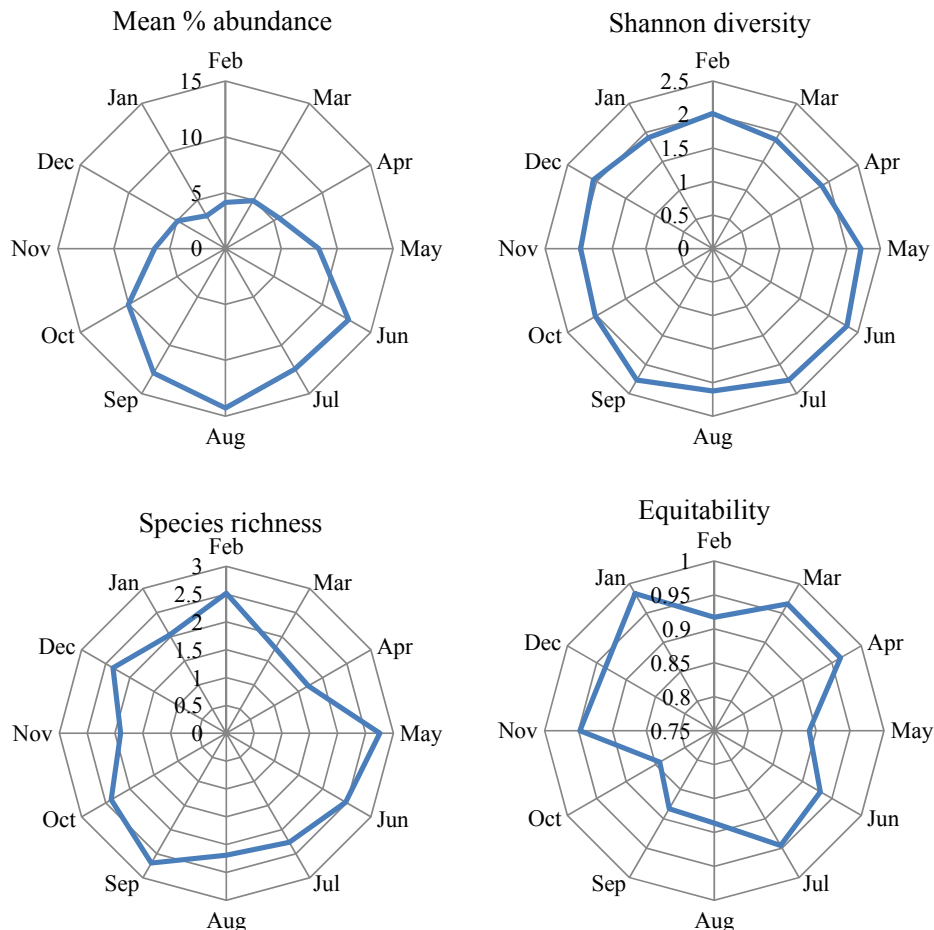 Mean % abundance
Feb
15
Jan
Mar
10
Dec
Apr
5
Nov
0
May
Oct
Jun
Sep
Jul
Aug
Shannon diversity
Feb
2.5
Jan
Mar
2
1.5
Dec
Apr
1
0.5
Nov
0
May
Oct
Jun
Sep
Jul
Aug
Species richness
Feb
3
Jan
Mar
2.5
2
Dec
Apr
1.5
1
0.5
Nov
0
May
Oct
Jun
Sep
Jul
Aug
Equitability
Feb
1
Jan
Mar
0.95
0.9
Dec
Apr
0.85
0.8
Nov
0.75
May
Oct
Jun
Sep
Jul
Aug